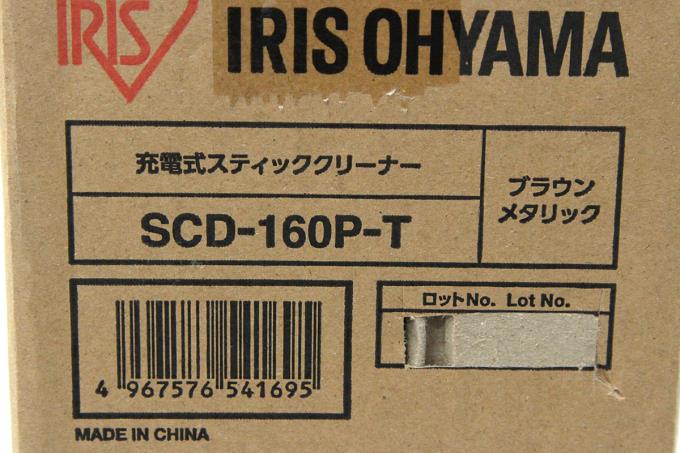 IRIS
IRIS OHYAMA
充電式スティッククリーナー
SCD-160P-T
ブラウン
メタリック
ロットNo. Lot No.
4 967576 541695
MADE IN CHINA